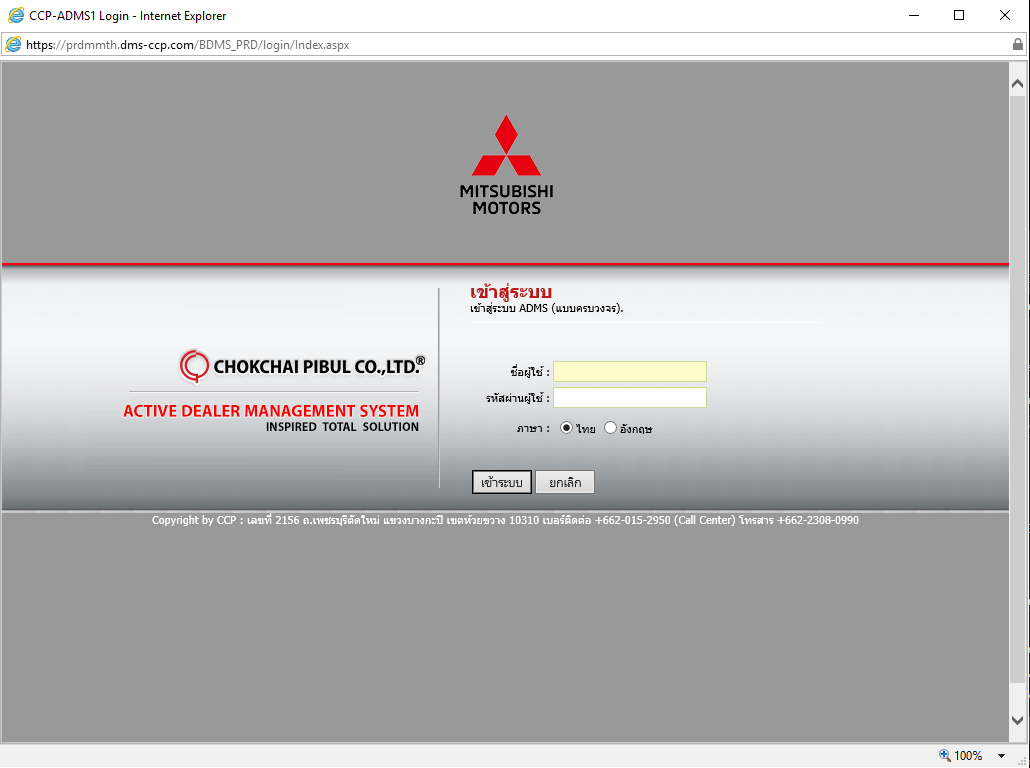 CCP-ADMS1 Login - Internet Explorer
https://prdmmth.dms-ccp.com/BDMS_PRD/login/Index.aspx
MITSUBISHI
MOTORS
เข้าสู่ระบบ
เข้าสู่ระบบ ADMS (แบบครบวงจร).
CHOKCHAI PIBUL CO.,LTD.®
ACTIVE DEALER MANAGEMENT SYSTEM
INSPIRED TOTAL SOLUTION
ชื่อผู้ใช้ :
รหัสผ่านผู้ใช้ :
ภาษา : ไทย อังกฤษ
เข้าระบบ ยกเลิก
Copyright by CCP : เลขที่ 2156 ถ.เพชรบุรีตัดใหม่ แขวงบางกะปิ เขตห้วยขวาง 10310 เบอร์ติดต่อ +662-015-2950 (Call Center) โทรสาร +662-2308-0990
100%